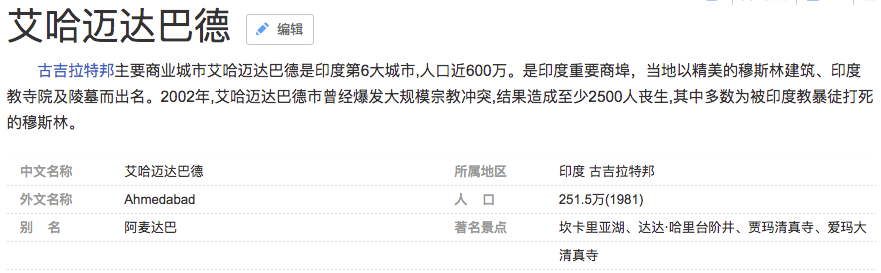 艾哈迈达巴德 编辑
古吉拉特邦主要商业城市艾哈迈达巴德是印度第6大城市,人口近600万。是印度重要商埠，当地以精美的穆斯林建筑、印度
教寺院及陵墓而出名。2002年,艾哈迈达巴德市曾经爆发大规模宗教冲突,结果造成至少2500人丧生,其中多数为被印度教暴徒打死
的穆斯林。
中文名称 艾哈迈达巴德 所属地区 印度 古吉拉特邦
外文名称 Ahmedabad 人 口 251.5万(1981)
别 名 阿麦达巴 著名景点 坎卡里亚湖、达达·哈里台阶井、贾玛清真寺、爱玛大
清真寺